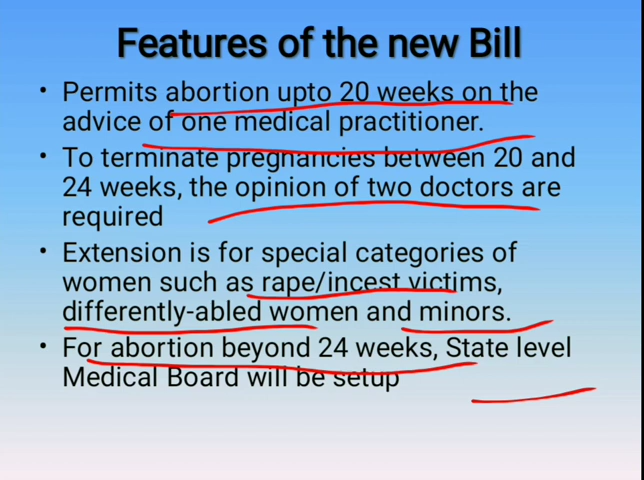 Features of the new Bill
• Permits abortion upto 20 weeks on the
advice of one medical practitioner.
• To terminate pregnancies between 20 and
24 weeks, the opinion of two doctors are
required
• Extension is for special categories of
women such as rape/incest victims,
differently-abled women and minors.
• For abortion beyond 24 weeks, State level
Medical Board will be setup